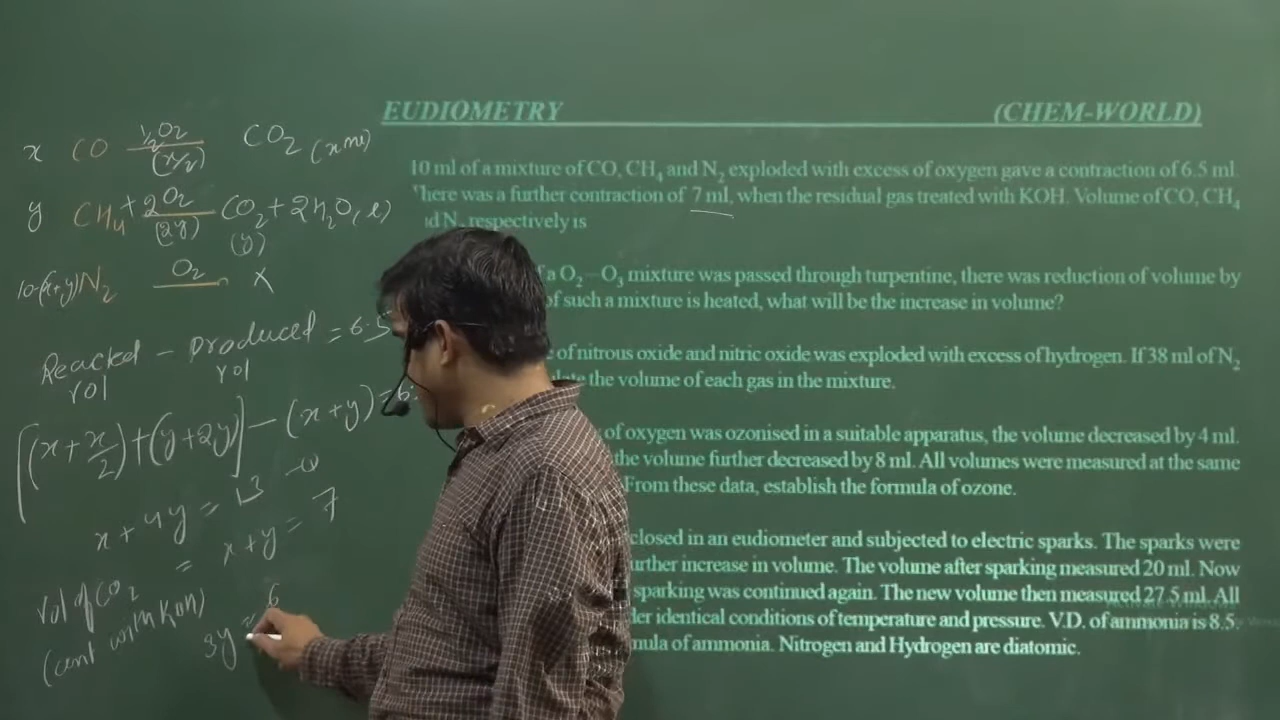 EUDIOMETRY (CHEM-WORLD)
10 ml of a mixture of CO, CH4 and N2 exploded with excess of oxygen gave a contraction of 6.5 ml.
There was a further contraction of 7 ml, when the residual gas treated with KOH. Volume of CO, CH4
N2 respectively is
a O2 – O3 mixture was passed through turpentine, there was reduction of volume by
of such a mixture is heated, what will be the increase in volume?
of nitrous oxide and nitric oxide was exploded with excess of hydrogen. If 38 ml of N2
the volume of each gas in the mixture.
of oxygen was ozonised in a suitable apparatus, the volume decreased by 4 ml.
the volume further decreased by 8 ml. All volumes were measured at the same
From these data, establish the formula of ozone.
closed in an eudiometer and subjected to electric sparks. The sparks were
further increase in volume. The volume after sparking measured 20 ml. Now
sparking was continued again. The new volume then measured 27.5 ml. All
identical conditions of temperature and pressure. V.D. of ammonia is 8.5.
of ammonia. Nitrogen and Hydrogen are diatomic.
x CO ½O2 (x/2) CO2 (x ml)
y CH4 + 2O2 (2y) CO2 + 2H2O(l)
(y)
10-(x+y) N2 O2 X
Reacted – produced = 6.5
vol vol
[(x + x/2) + (y + 2y)] – (x + y) = 6.
x + 4y = 13 –①
vol of CO2 = x + y = 7
(cont with KOH)
3y = 6